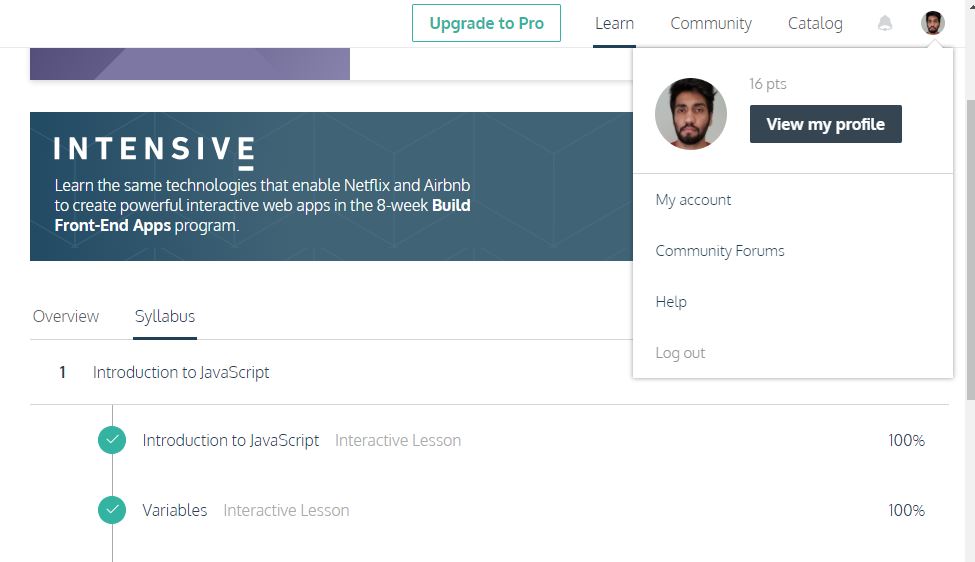 Upgrade to Pro Learn Community Catalog
16 pts
View my profile
INTENSIVE
Learn the same technologies that enable Netflix and Airbnb
to create powerful interactive web apps in the 8-week Build
Front-End Apps program.
My account
Community Forums
Help
Log out
Overview Syllabus
1 Introduction to JavaScript
Introduction to JavaScript Interactive Lesson 100%
Variables Interactive Lesson 100%